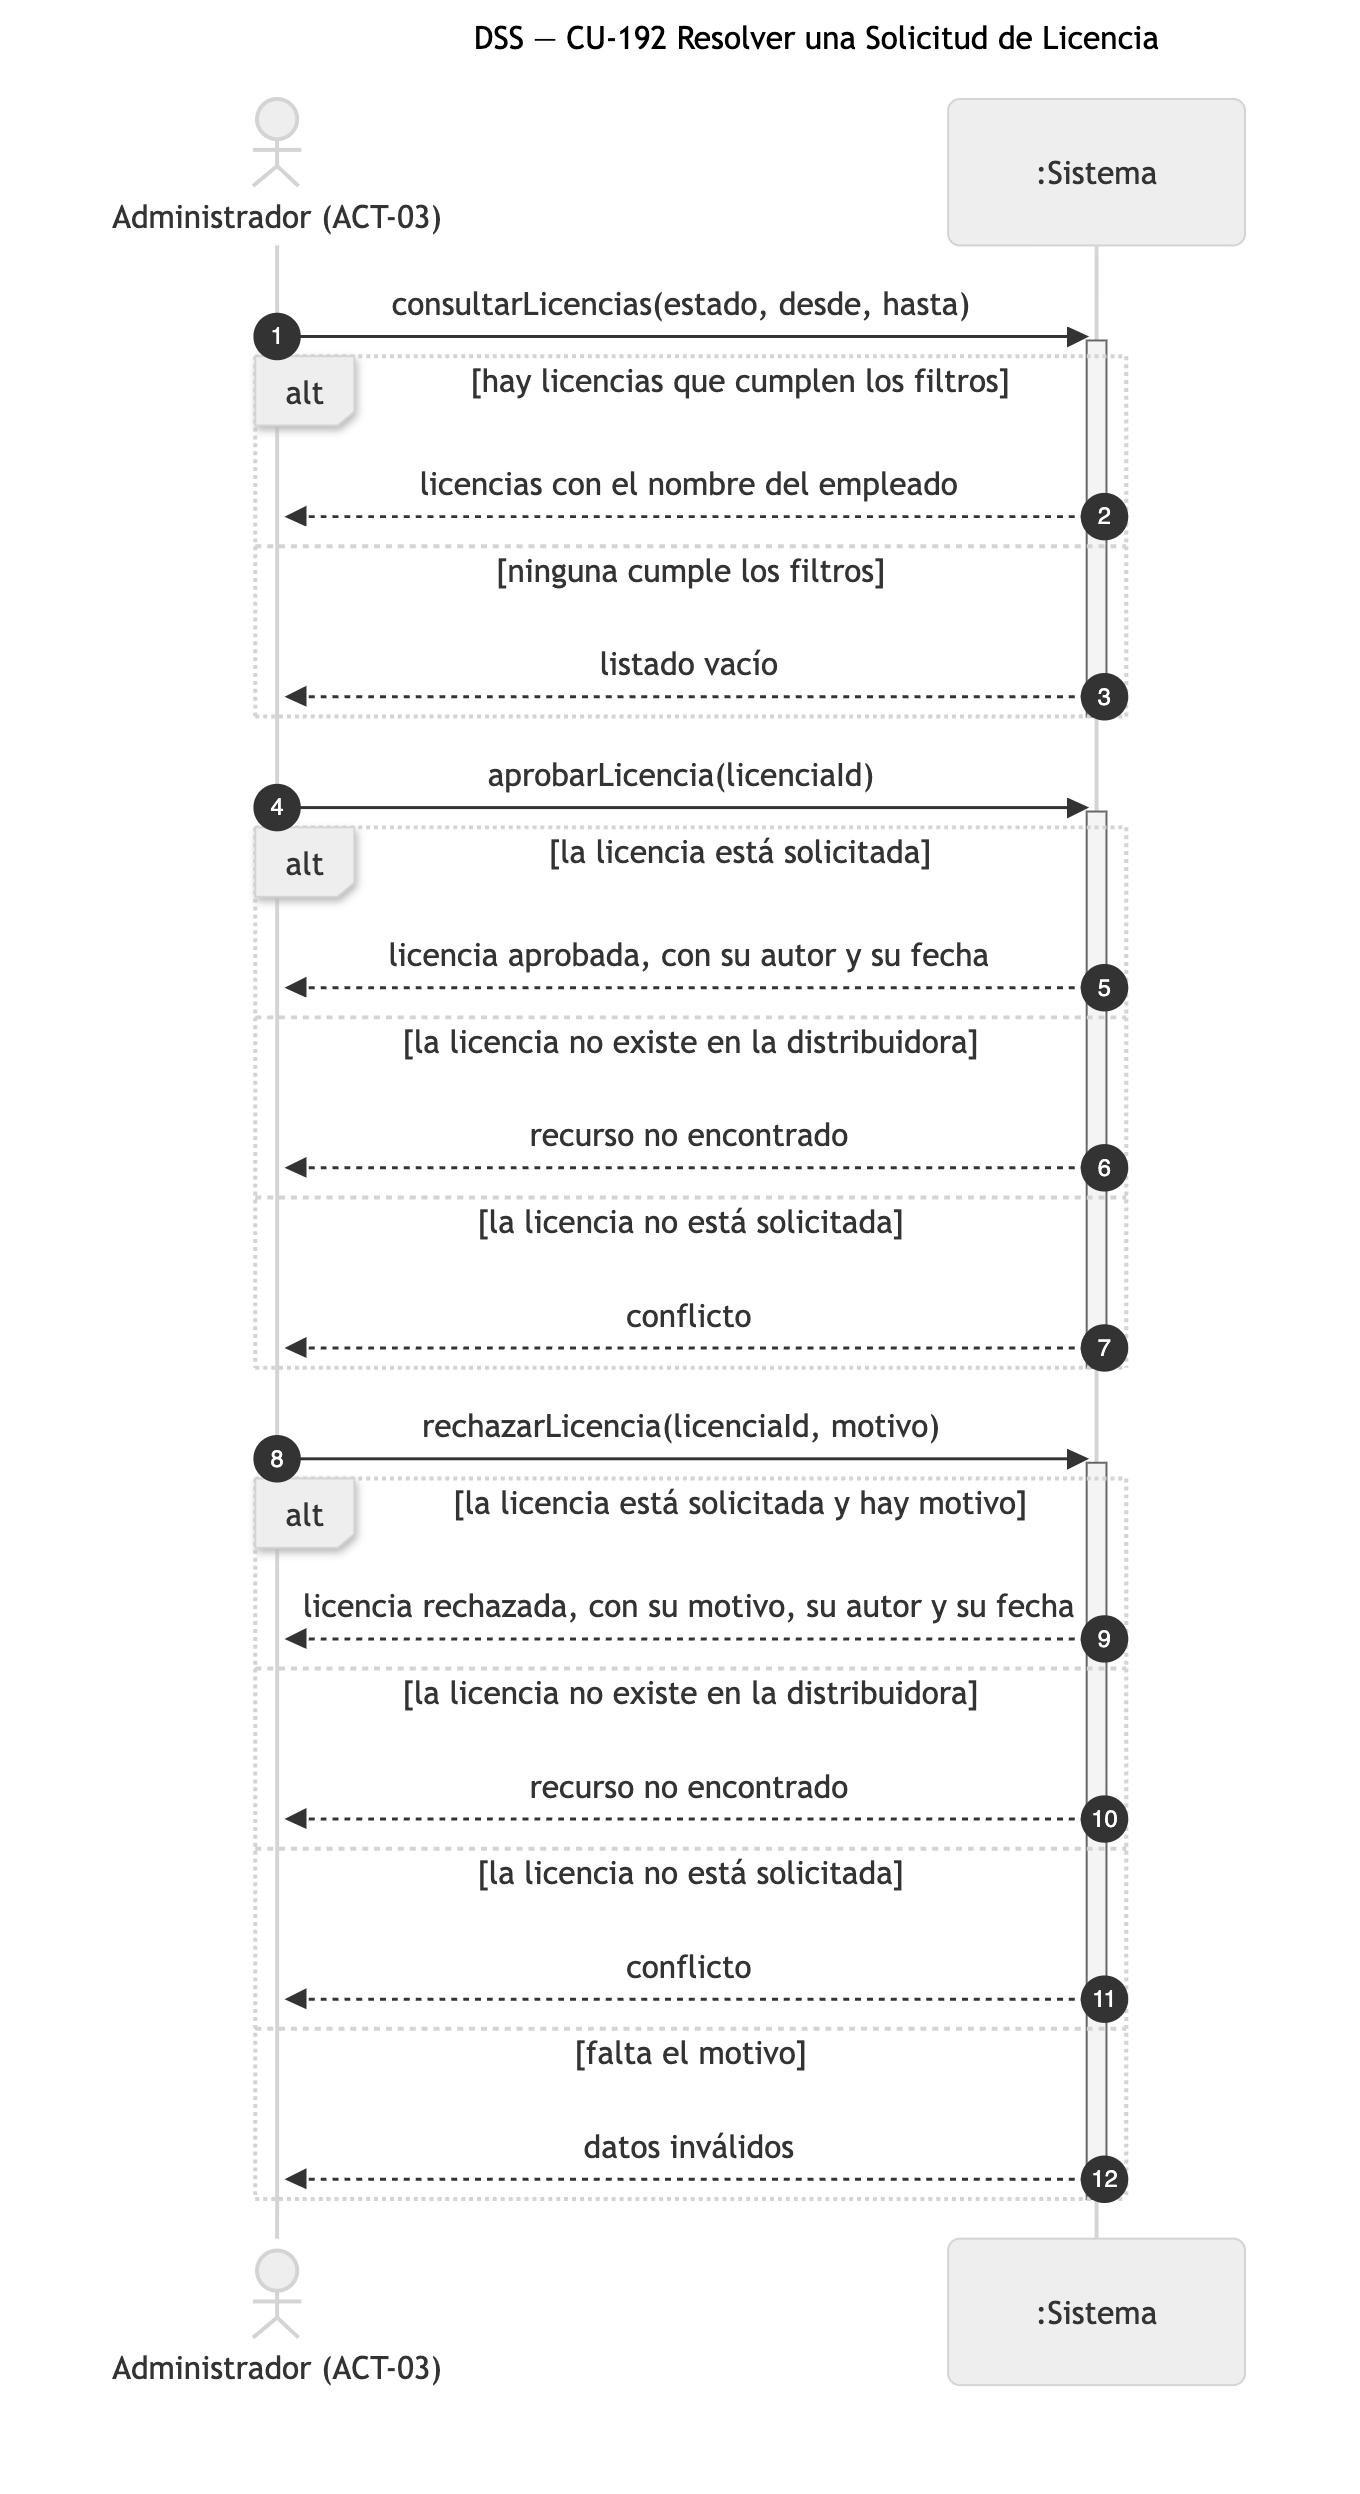 DSS — CU-192 Resolver una Solicitud de Licencia
:Sistema
Administrador (ACT-03)
consultarLicencias(estado, desde, hasta)
1
alt
[hay licencias que cumplen los filtros]
licencias con el nombre del empleado
2
[ninguna cumple los filtros]
listado vacío
3
aprobarLicencia(licenciaId)
4
alt
[la licencia está solicitada]
licencia aprobada, con su autor y su fecha
5
[la licencia no existe en la distribuidora]
recurso no encontrado
6
[la licencia no está solicitada]
conflicto
7
rechazarLicencia(licenciaId, motivo)
8
alt
[la licencia está solicitada y hay motivo]
licencia rechazada, con su motivo, su autor y su fecha
9
[la licencia no existe en la distribuidora]
recurso no encontrado
10
[la licencia no está solicitada]
conflicto
11
[falta el motivo]
datos inválidos
12
:Sistema
Administrador (ACT-03)